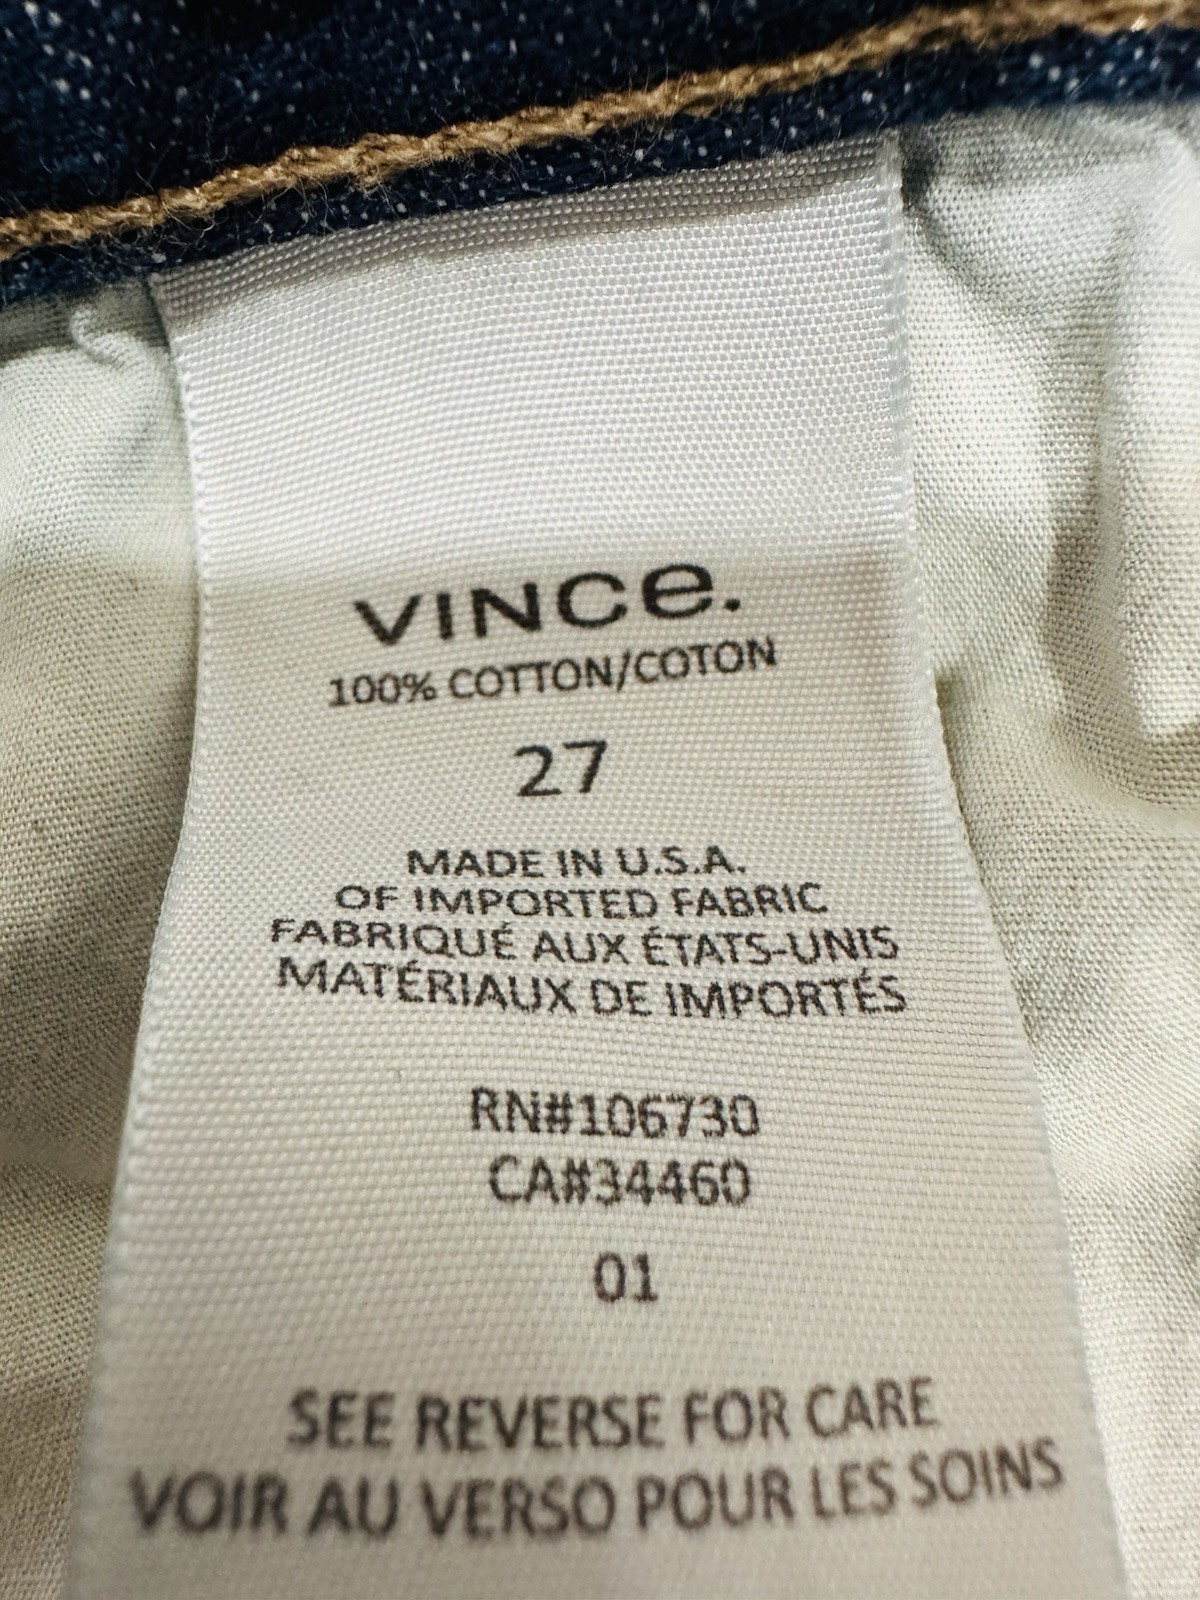 VINCe.
100% COTTON/COTON
27
MADE IN U.S.A.
OF IMPORTED FABRIC
FABRIQUÉ AUX ÉTATS-UNIS
MATÉRIAUX DE IMPORTÉS
RN#106730
CA#34460
01
SEE REVERSE FOR CARE
VOIR AU VERSO POUR LES SOINS